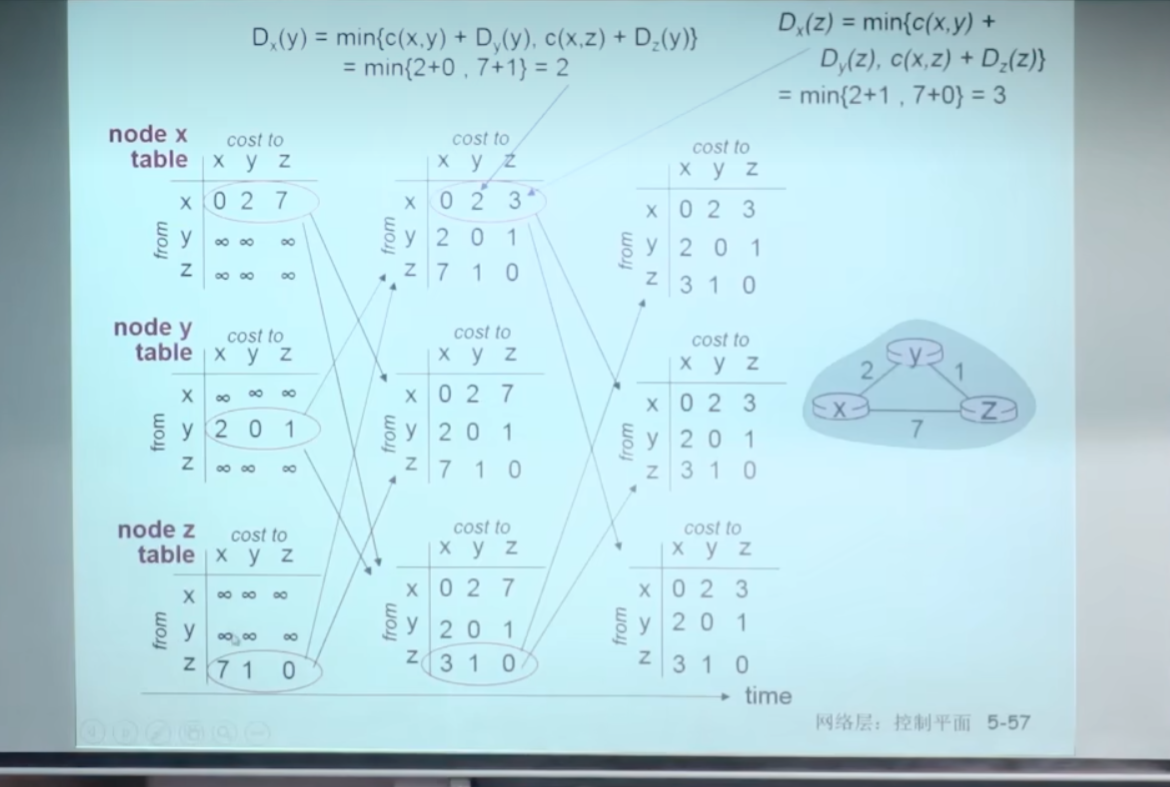 Dx(y) = min{c(x,y) + Dy(y), c(x,z) + Dz(y)}
= min{2+0 , 7+1} = 2
Dx(z) = min{c(x,y) +
Dy(z), c(x,z) + Dz(z)}
= min{2+1 , 7+0} = 3
node x
table
cost to
x y z
from
x 0 2 7
y ∞ ∞ ∞
z ∞ ∞ ∞
cost to
x y z
from
x 0 2 3
y 2 0 1
z 7 1 0
cost to
x y z
from
x 0 2 3
y 2 0 1
z 3 1 0
node y
table
cost to
x y z
from
x ∞ ∞ ∞
y 2 0 1
z ∞ ∞ ∞
cost to
x y z
from
x 0 2 7
y 2 0 1
z 7 1 0
cost to
x y z
from
x 0 2 3
y 2 0 1
z 3 1 0
y
2 1
x z
7
node z
table
cost to
x y z
from
x ∞ ∞ ∞
y ∞ ∞ ∞
z 7 1 0
cost to
x y z
from
x 0 2 7
y 2 0 1
z 3 1 0
cost to
x y z
from
x 0 2 3
y 2 0 1
z 3 1 0
time
网络层：控制平面 5-57